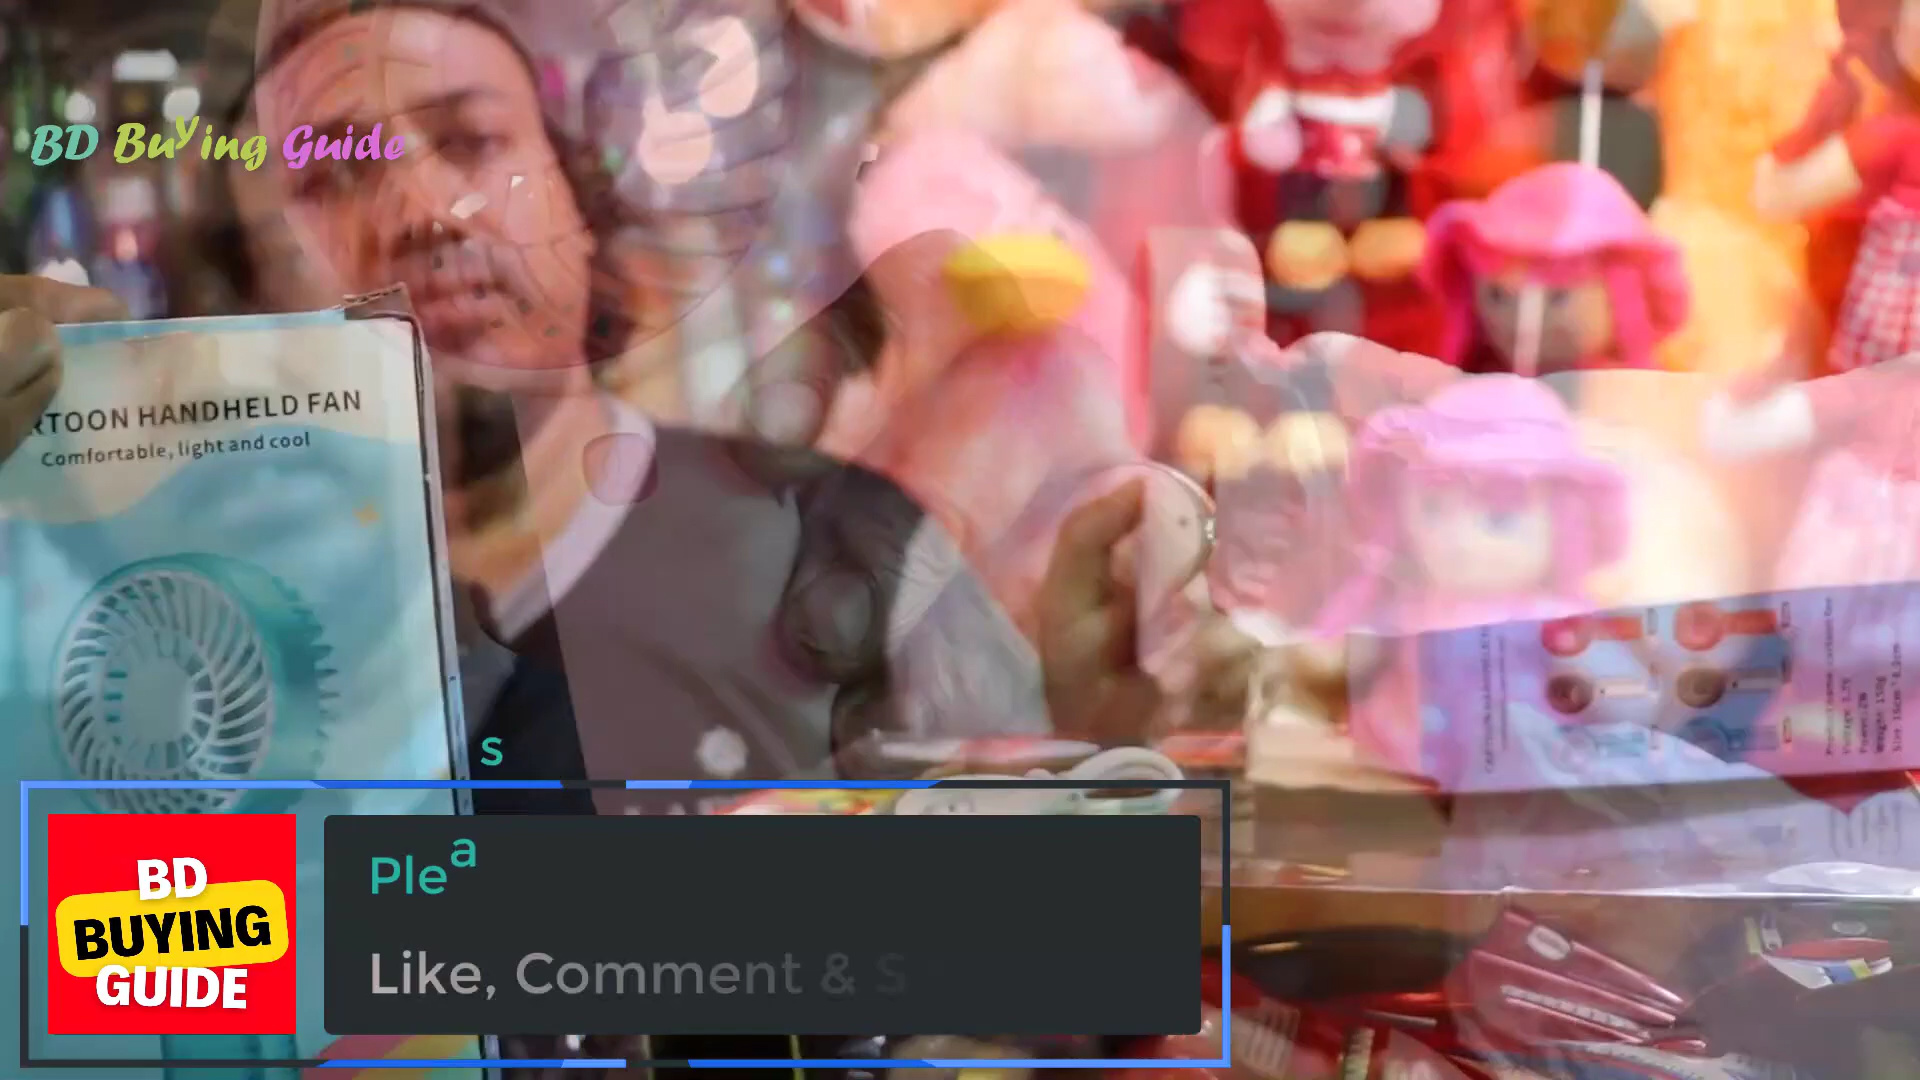 BD Buying Guide
RTOON HANDHELD FAN
Comfortable, light and cool
s
Plea
Like, Comment & S
BD
BUYING
GUIDE